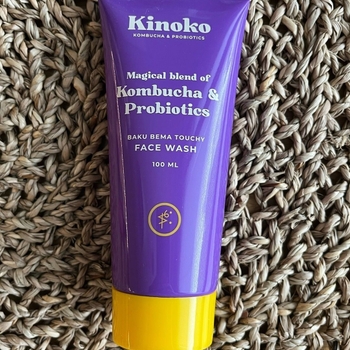 Kinoko
KOMBUCHA & PROBIOTICS
Magical blend of
Kombucha &
Probiotics
BAKU BEMA TOUCHY
FACE WASH
100 ML